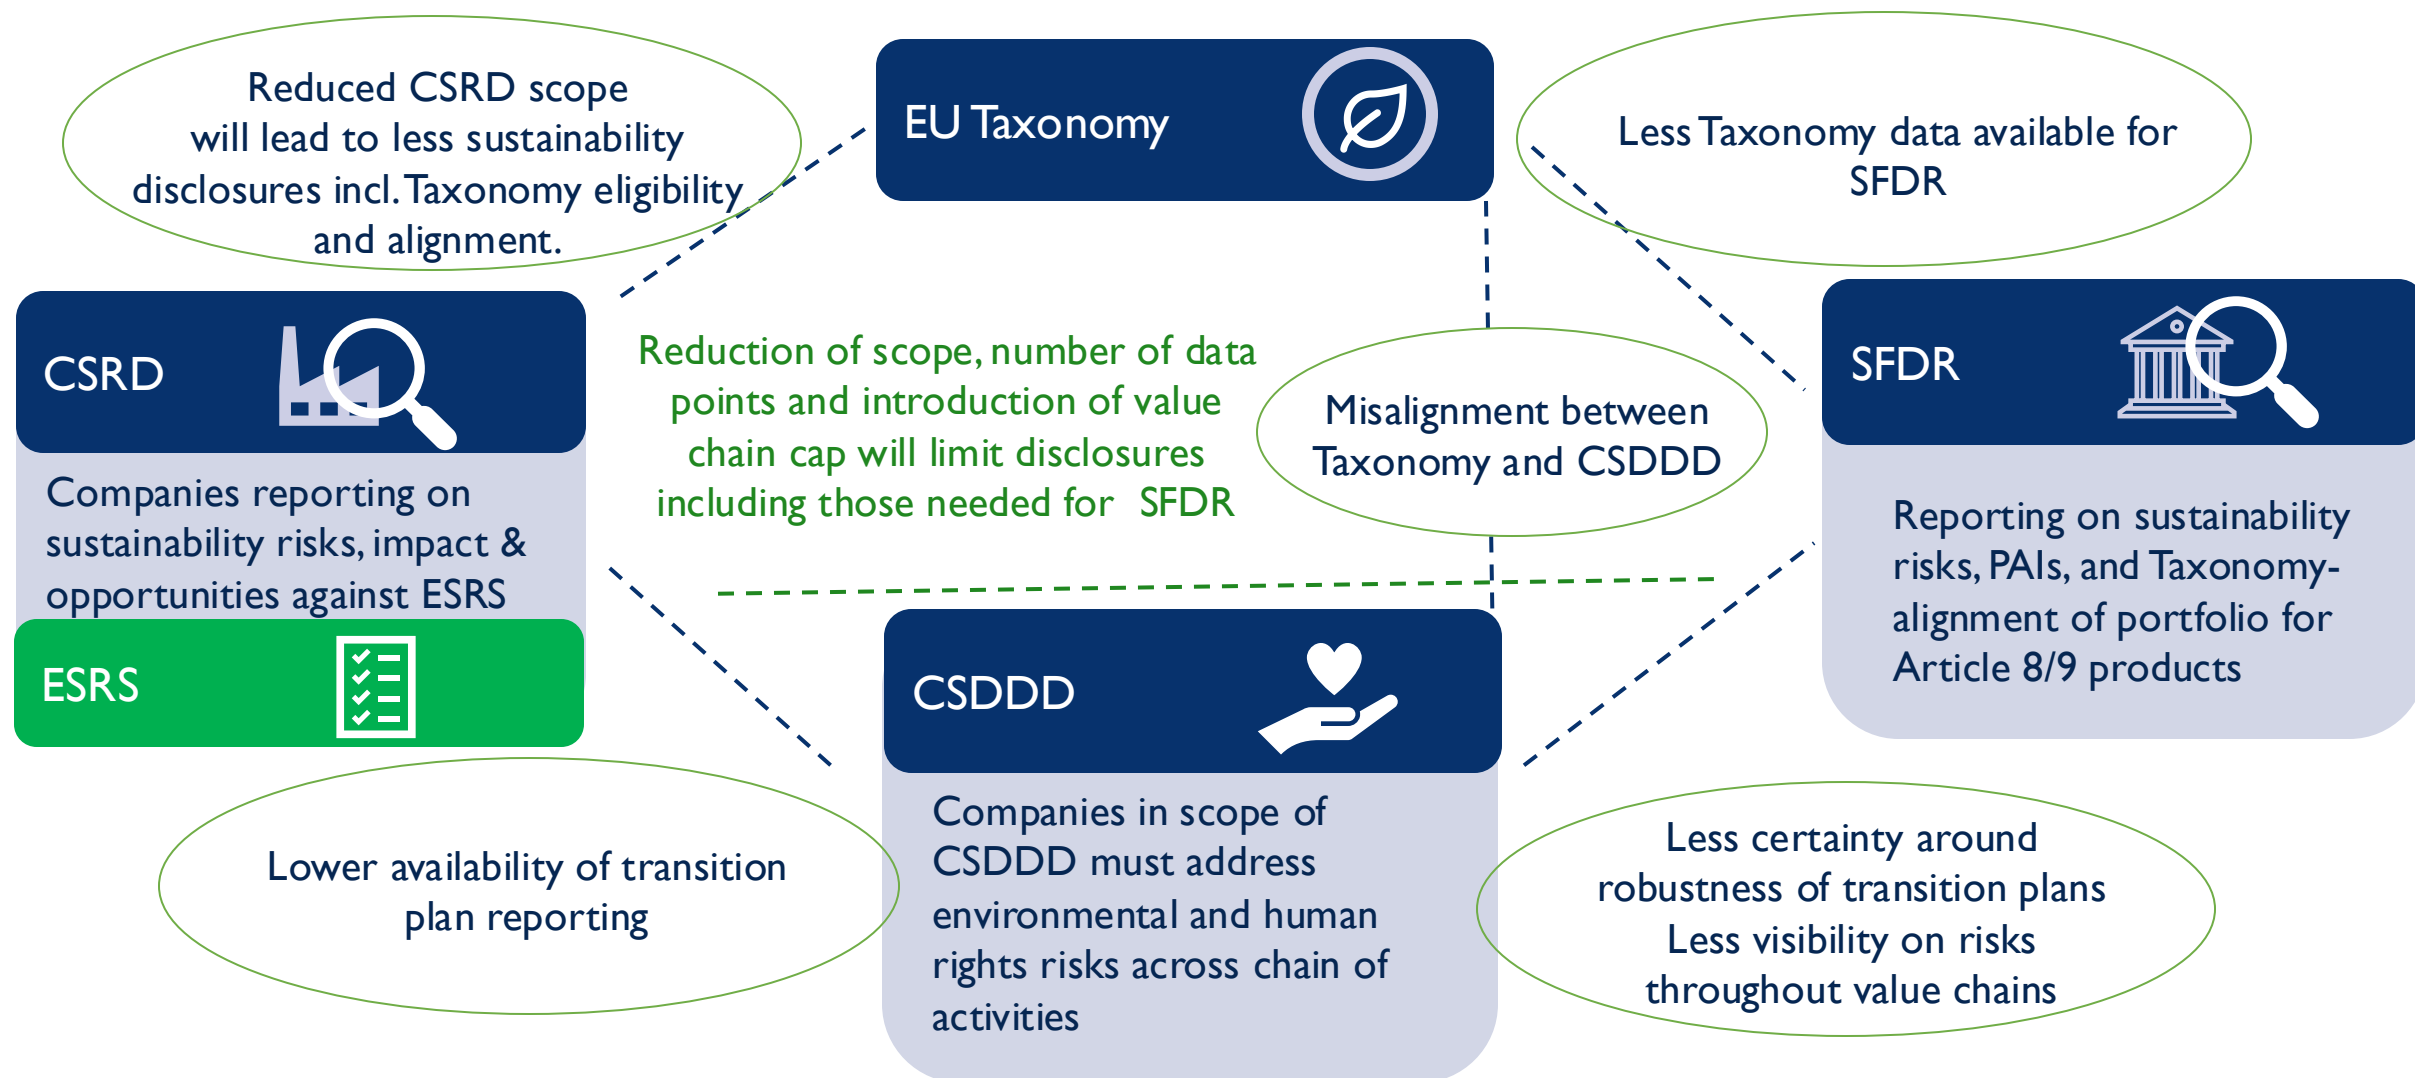 Reduced CSRD scope
will lead to less sustainability
disclosures incl. Taxonomy eligibility
and alignment.
EU Taxonomy
Less Taxonomy data available for
SFDR
CSRD
Companies reporting on
sustainability risks, impact &
opportunities against ESRS
ESRS
Reduction of scope, number of data
points and introduction of value
chain cap will limit disclosures
including those needed for SFDR
Misalignment between
Taxonomy and CSDDD
SFDR
Reporting on sustainability
risks, PAIs, and Taxonomy-
alignment of portfolio for
Article 8/9 products
CSDDD
Companies in scope of
CSDDD must address
environmental and human
rights risks across chain of
activities
Lower availability of transition
plan reporting
Less certainty around
robustness of transition plans
Less visibility on risks
throughout value chains